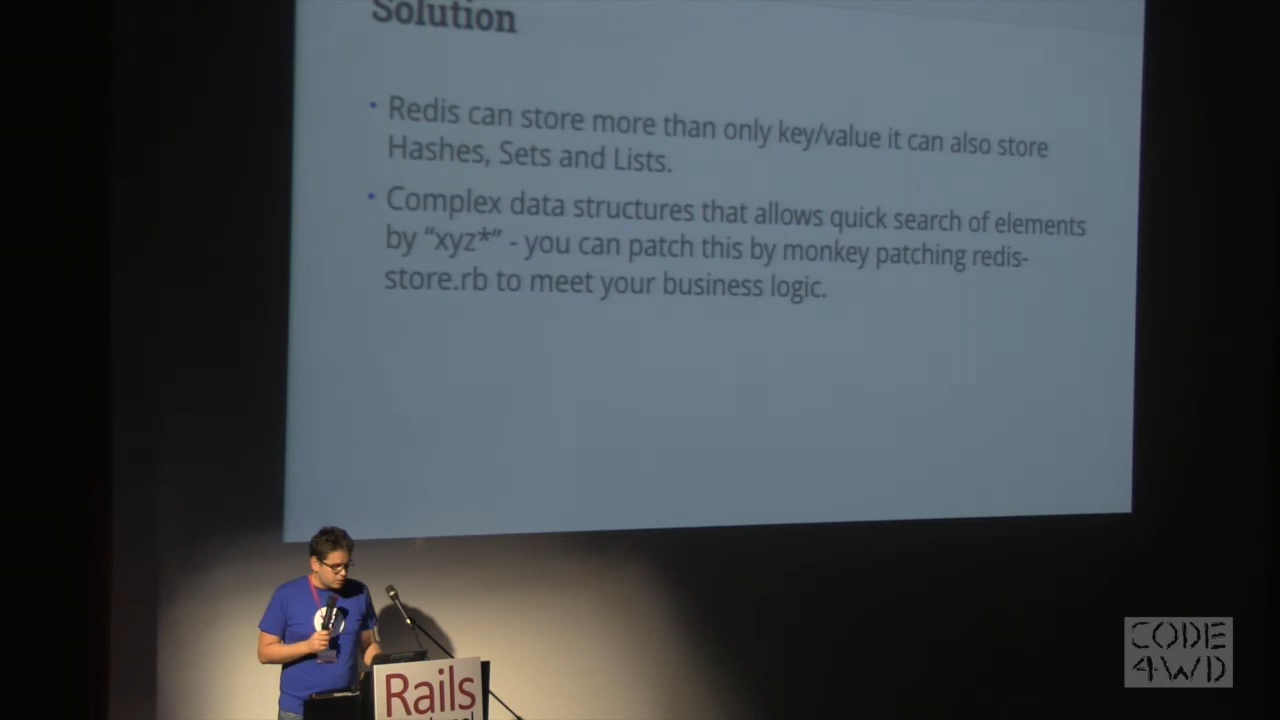 Solution
• Redis can store more than only key/value it can also store
Hashes, Sets and Lists.
• Complex data structures that allows quick search of elements
by “xyz*” - you can patch this by monkey patching redis-
store.rb to meet your business logic.
Rails
CODE
4WD